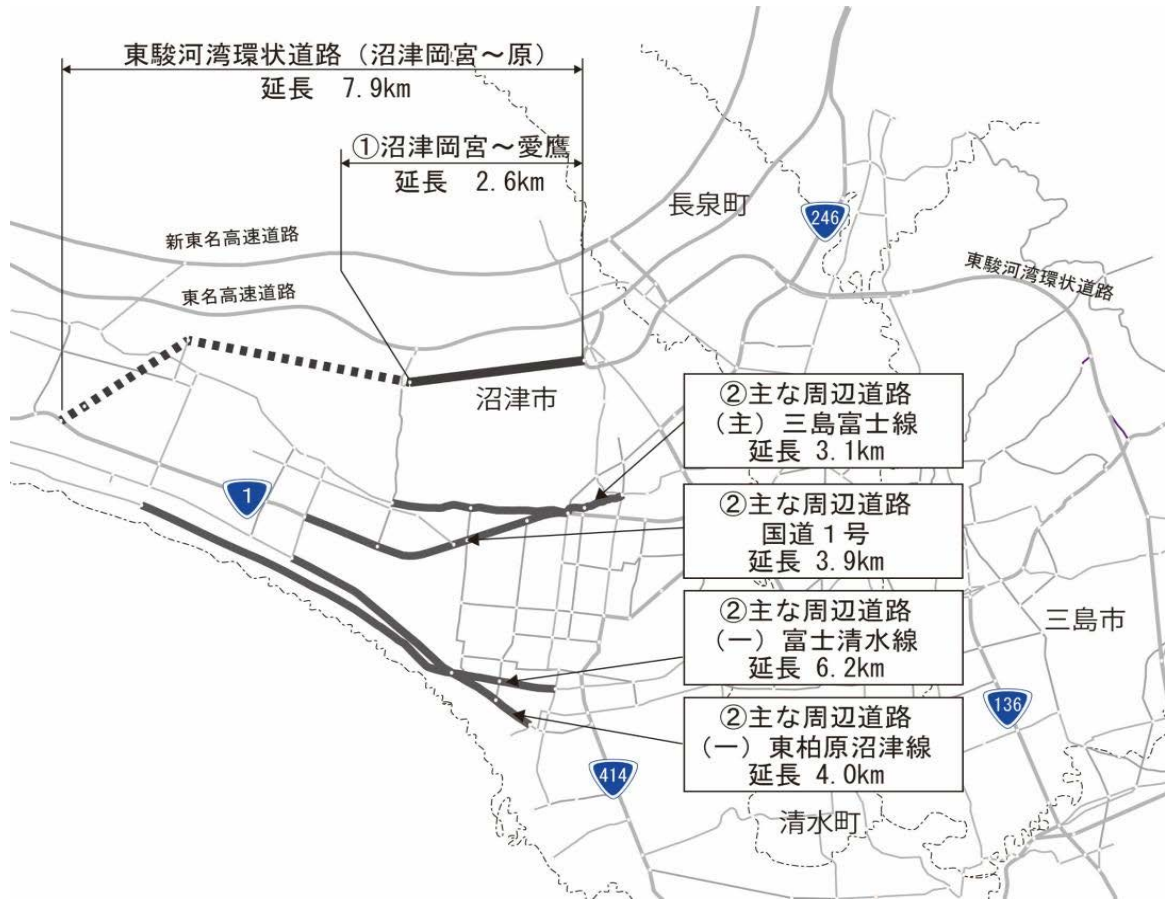 東駿河湾環状道路（沼津岡宮～原）
延長　7.9km
①沼津岡宮～愛鷹
延長　2.6km
長泉町
246
新東名高速道路
東名高速道路
東駿河湾環状道路
沼津市
②主な周辺道路
（主）三島富士線
延長 3.1km
1
②主な周辺道路
国道１号
延長 3.9km
②主な周辺道路
（一）富士清水線
延長 6.2km
三島市
136
②主な周辺道路
（一）東柏原沼津線
延長 4.0km
414
清水町